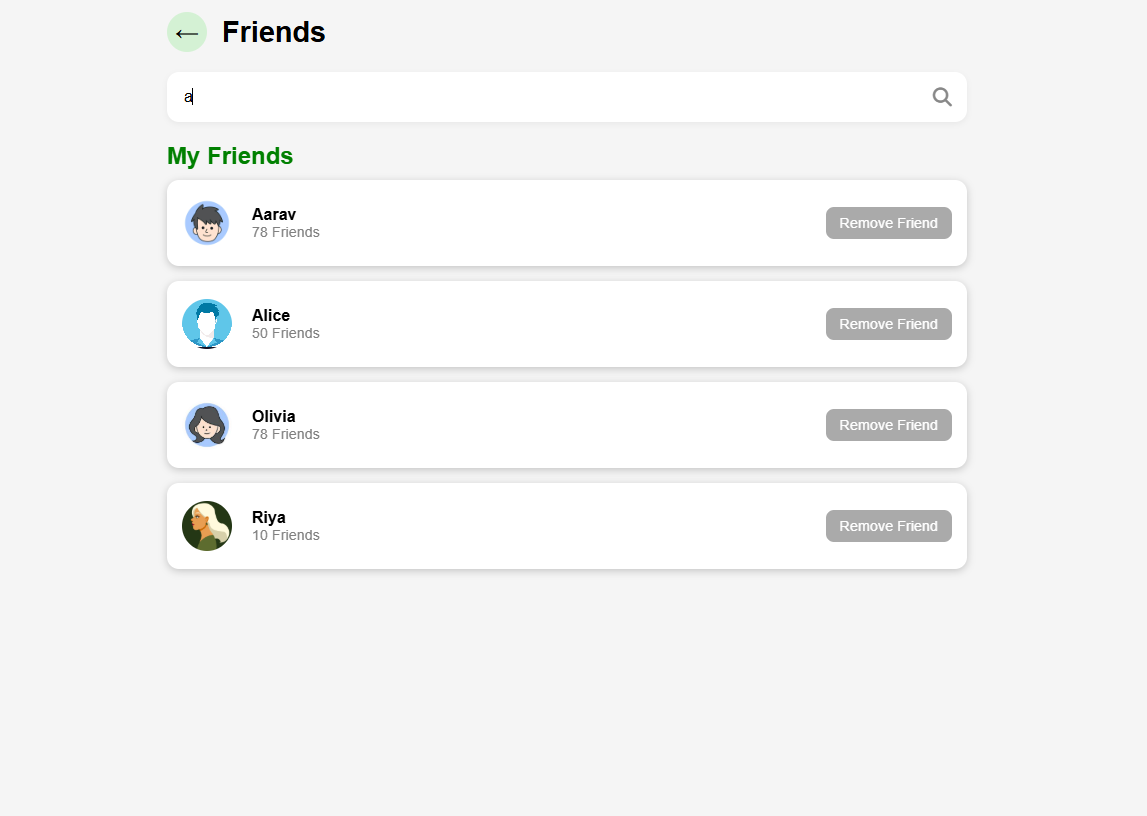 ← Friends
a
My Friends
Aarav
78 Friends
Remove Friend
Alice
50 Friends
Remove Friend
Olivia
78 Friends
Remove Friend
Riya
10 Friends
Remove Friend